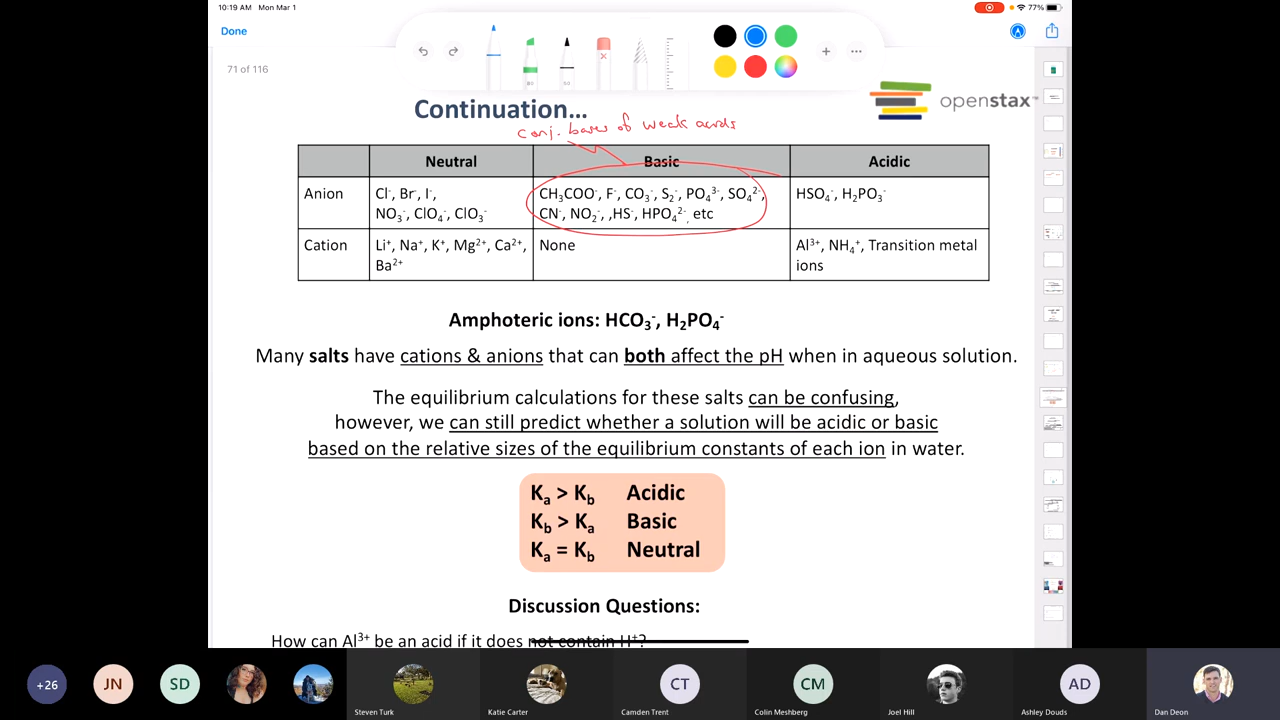 10:19 AM Mon Mar 1
77%
Done
71 of 116
openstax™
Continuation...
conj. bases of weak acids
Neutral Basic Acidic
Anion Cl⁻, Br⁻, I⁻, CH₃COO⁻, F⁻, CO₃⁻, S₂⁻, PO₄³⁻, SO₄²⁻, HSO₄⁻, H₂PO₃⁻
NO₃⁻, ClO₄⁻, ClO₃⁻ CN⁻, NO₂⁻, ,HS⁻, HPO₄²⁻, etc
Cation Li⁺, Na⁺, K⁺, Mg²⁺, Ca²⁺, None Al³⁺, NH₄⁺, Transition metal
Ba²⁺ ions
Amphoteric ions: HCO₃⁻, H₂PO₄⁻
Many salts have cations & anions that can both affect the pH when in aqueous solution.
The equilibrium calculations for these salts can be confusing,
however, we can still predict whether a solution will be acidic or basic
based on the relative sizes of the equilibrium constants of each ion in water.
Kₐ > K_b Acidic
K_b > Kₐ Basic
Kₐ = K_b Neutral
Discussion Questions:
How can Al³⁺ be an acid if it does not contain H⁺?
+26 JN SD CT CM AD
Steven Turk Katie Carter Camden Trent Colin Meshberg Joel Hill Ashley Douds Dan Deon